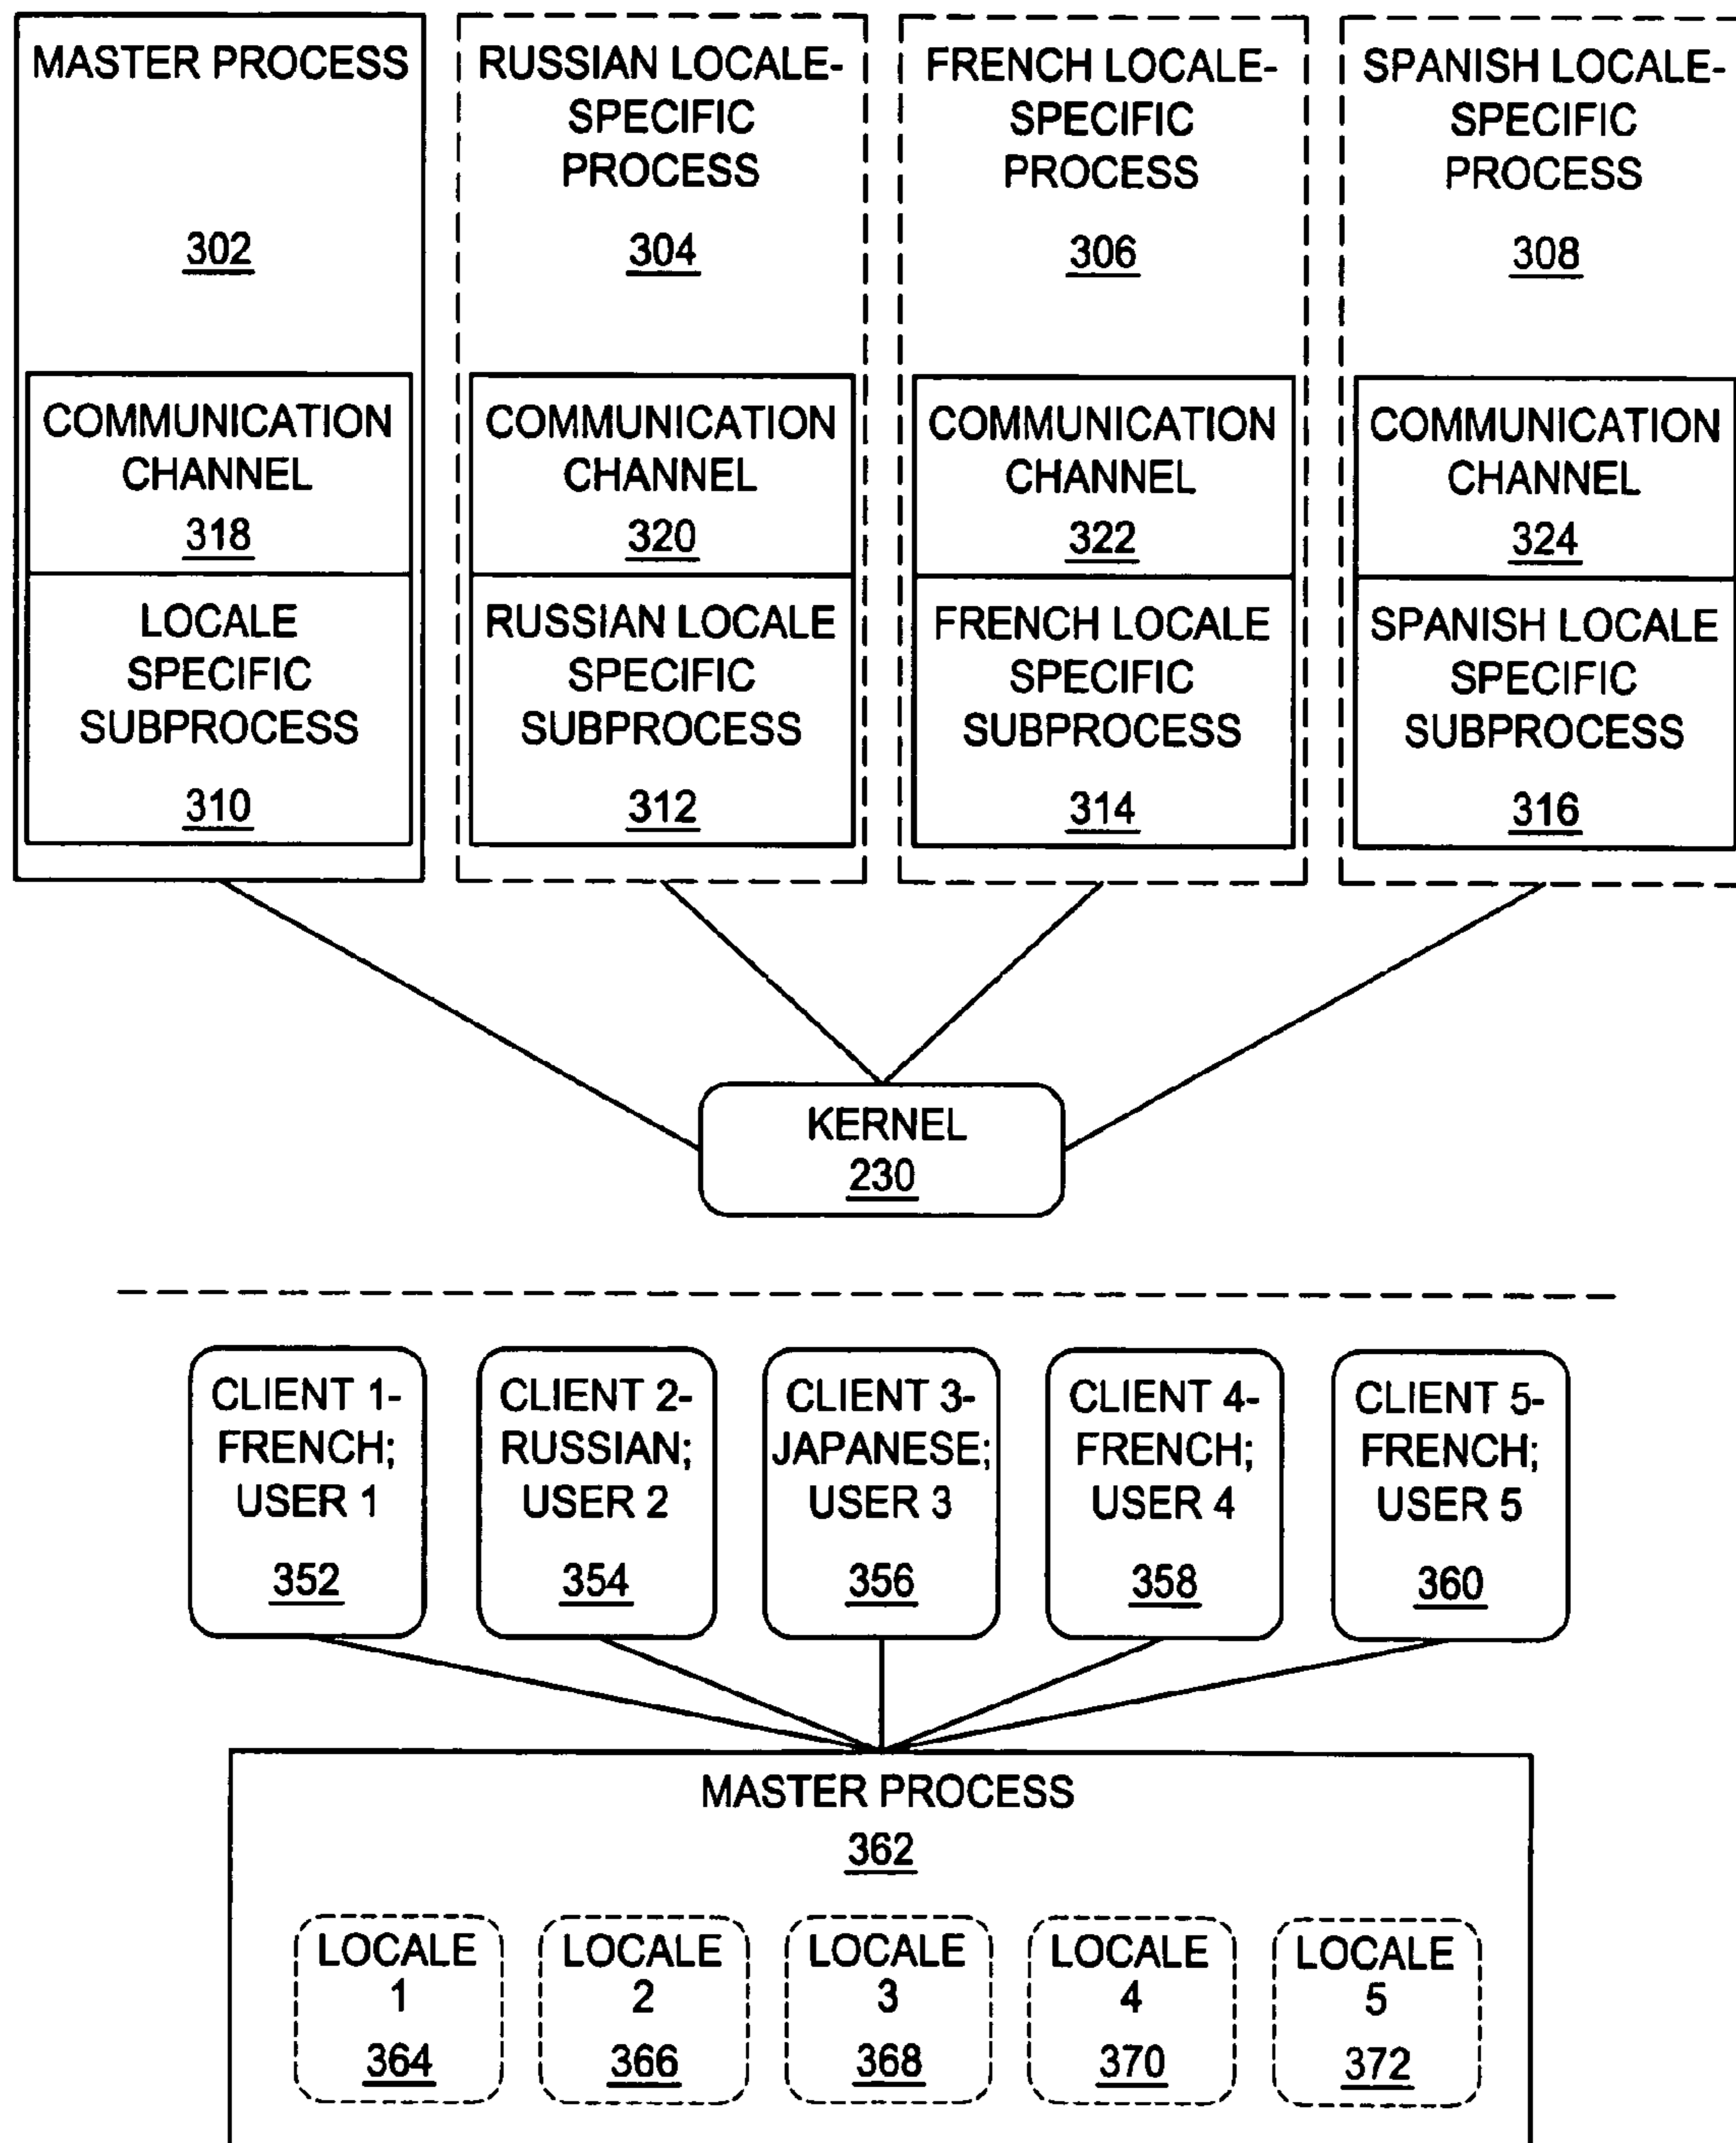 MASTER PROCESS
302
COMMUNICATION
CHANNEL
318
LOCALE
SPECIFIC
SUBPROCESS
310
RUSSIAN LOCALE-
SPECIFIC
PROCESS
304
COMMUNICATION
CHANNEL
320
RUSSIAN LOCALE
SPECIFIC
SUBPROCESS
312
FRENCH LOCALE-
SPECIFIC
PROCESS
306
COMMUNICATION
CHANNEL
322
FRENCH LOCALE
SPECIFIC
SUBPROCESS
314
SPANISH LOCALE-
SPECIFIC
PROCESS
308
COMMUNICATION
CHANNEL
324
SPANISH LOCALE
SPECIFIC
SUBPROCESS
316
KERNEL
230
CLIENT 1-
FRENCH;
USER 1
352
CLIENT 2-
RUSSIAN;
USER 2
354
CLIENT 3-
JAPANESE;
USER 3
356
CLIENT 4-
FRENCH;
USER 4
358
CLIENT 5-
FRENCH;
USER 5
360
MASTER PROCESS
362
LOCALE
1
364
LOCALE
2
366
LOCALE
3
368
LOCALE
4
370
LOCALE
5
372